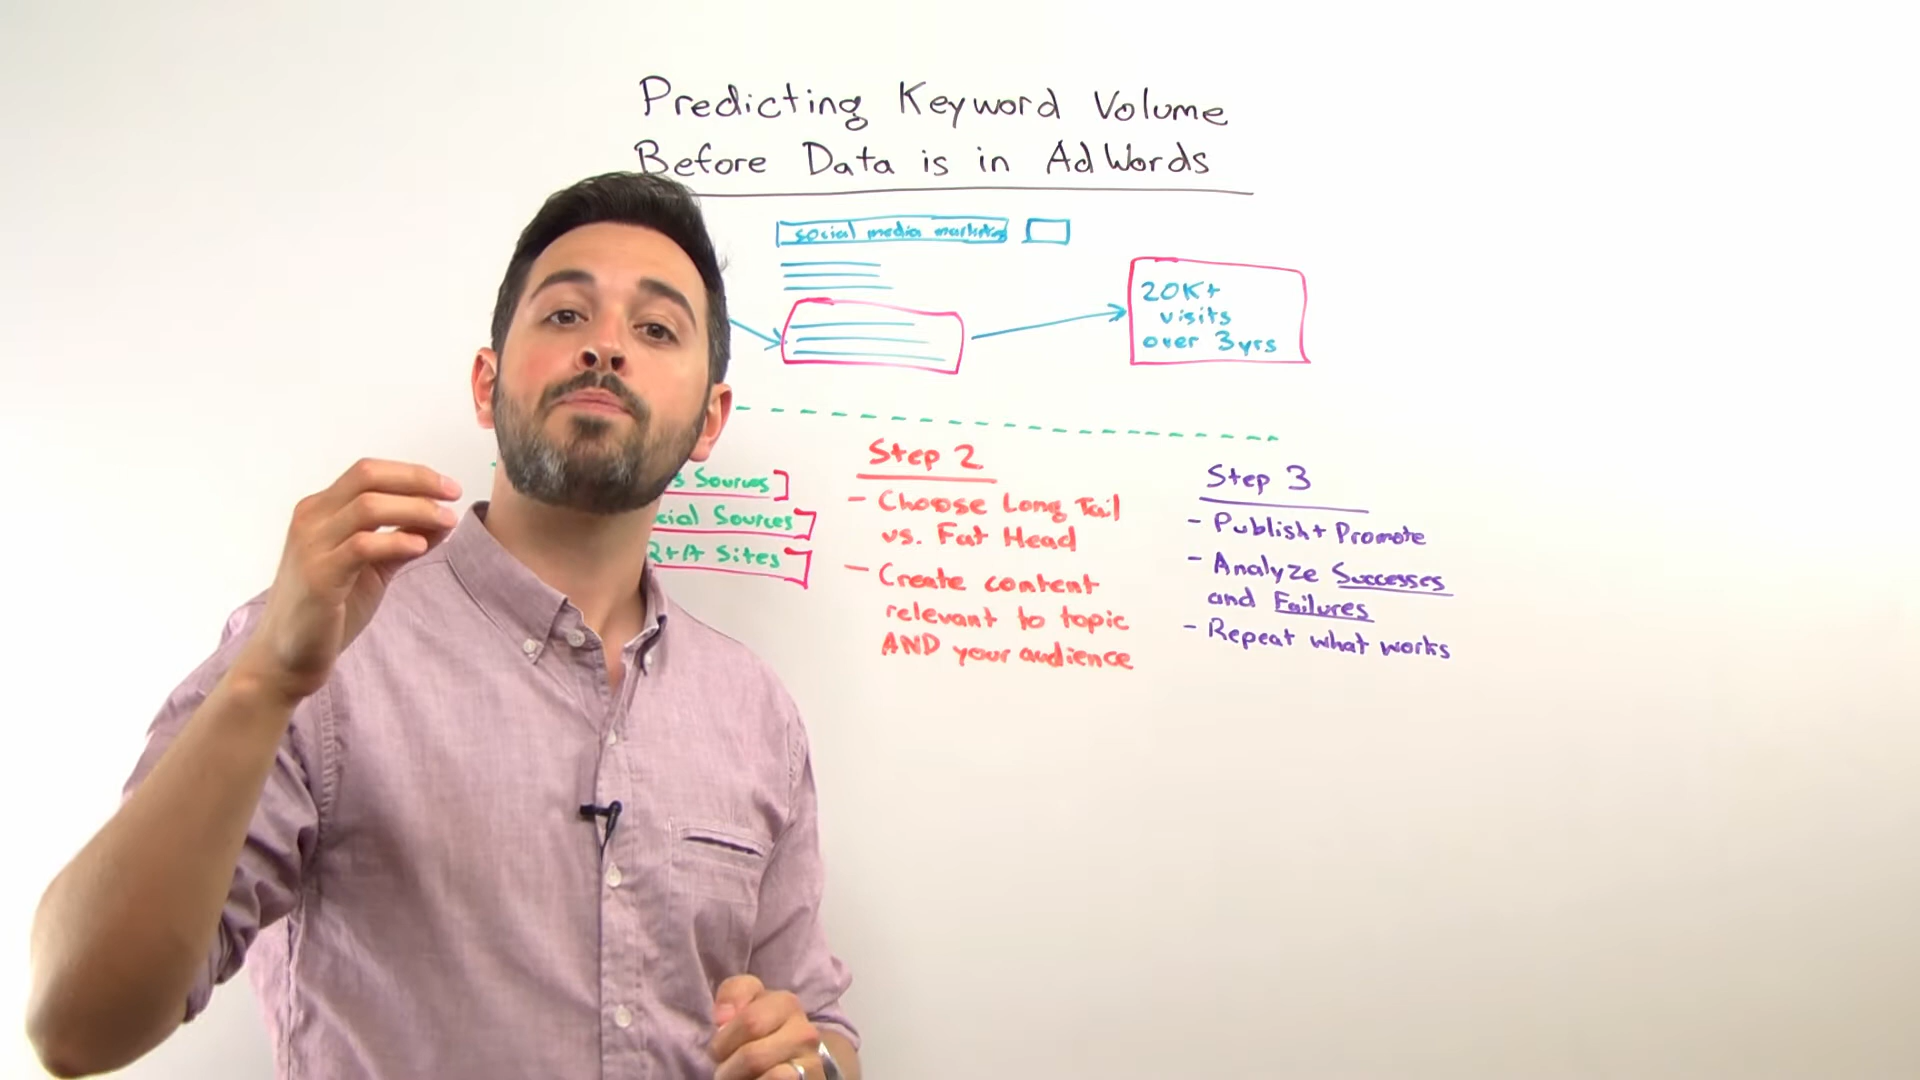 Predicting Keyword Volume
Before Data is in AdWords
social media marketing
20K+
visits
over 3yrs
Sources
Sources
Q+A Sites
Step 2
- Choose Long Tail
vs. Fat Head
- Create content
relevant to topic
AND your audience
Step 3
- Publish + Promote
- Analyze Successes
and Failures
- Repeat what works